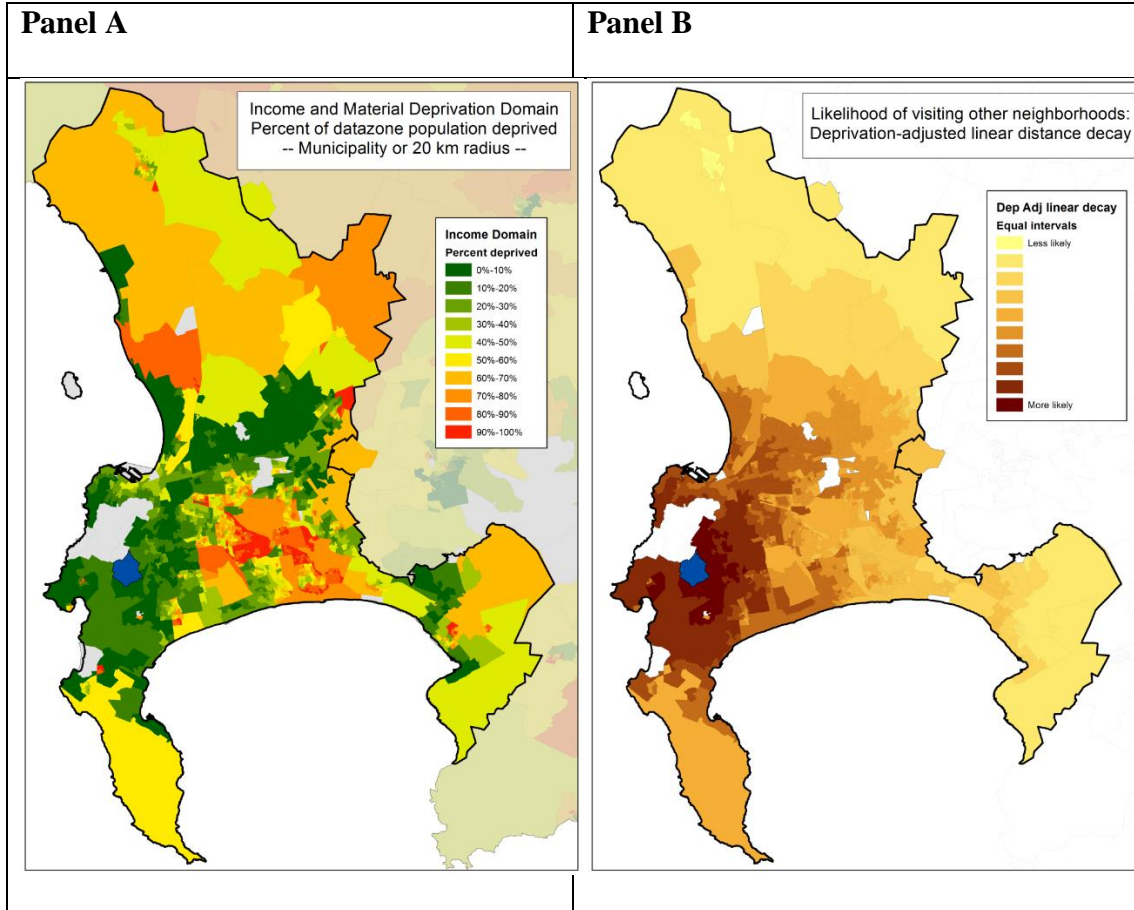 Panel A
Panel B
Income and Material Deprivation Domain
Percent of datazone population deprived
-- Municipality or 20 km radius --
Income Domain
Percent deprived
0%-10%
10%-20%
20%-30%
30%-40%
40%-50%
50%-60%
60%-70%
70%-80%
80%-90%
90%-100%
Likelihood of visiting other neighborhoods:
Deprivation-adjusted linear distance decay
Dep Adj linear decay
Equal intervals
Less likely
More likely